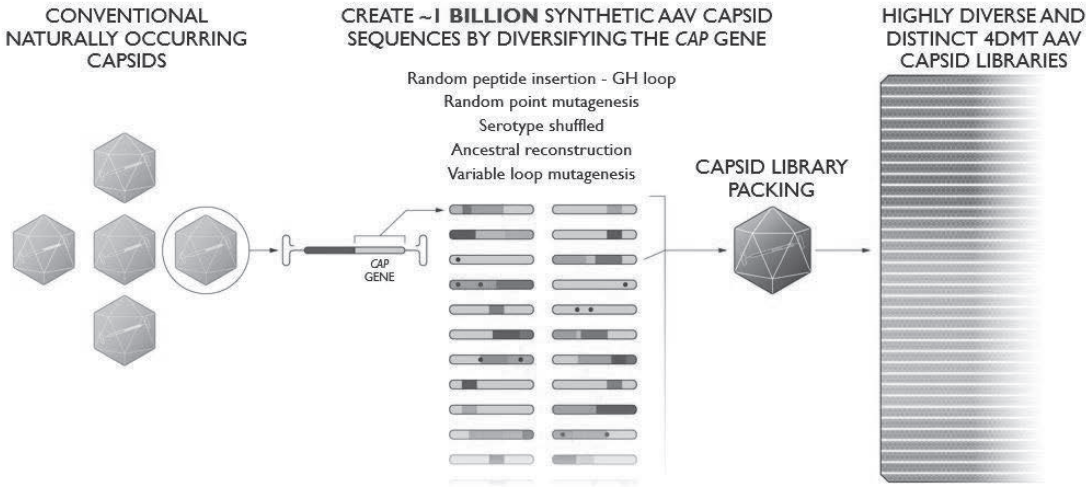 CONVENTIONAL
NATURALLY OCCURRING
CAPSIDS
CREATE ~1 BILLION SYNTHETIC AAV CAPSID
SEQUENCES BY DIVERSIFYING THE CAP GENE
Random peptide insertion - GH loop
Random point mutagenesis
Serotype shuffled
Ancestral reconstruction
Variable loop mutagenesis
CAP
GENE
CAPSID LIBRARY
PACKING
HIGHLY DIVERSE AND
DISTINCT 4DMT AAV
CAPSID LIBRARIES